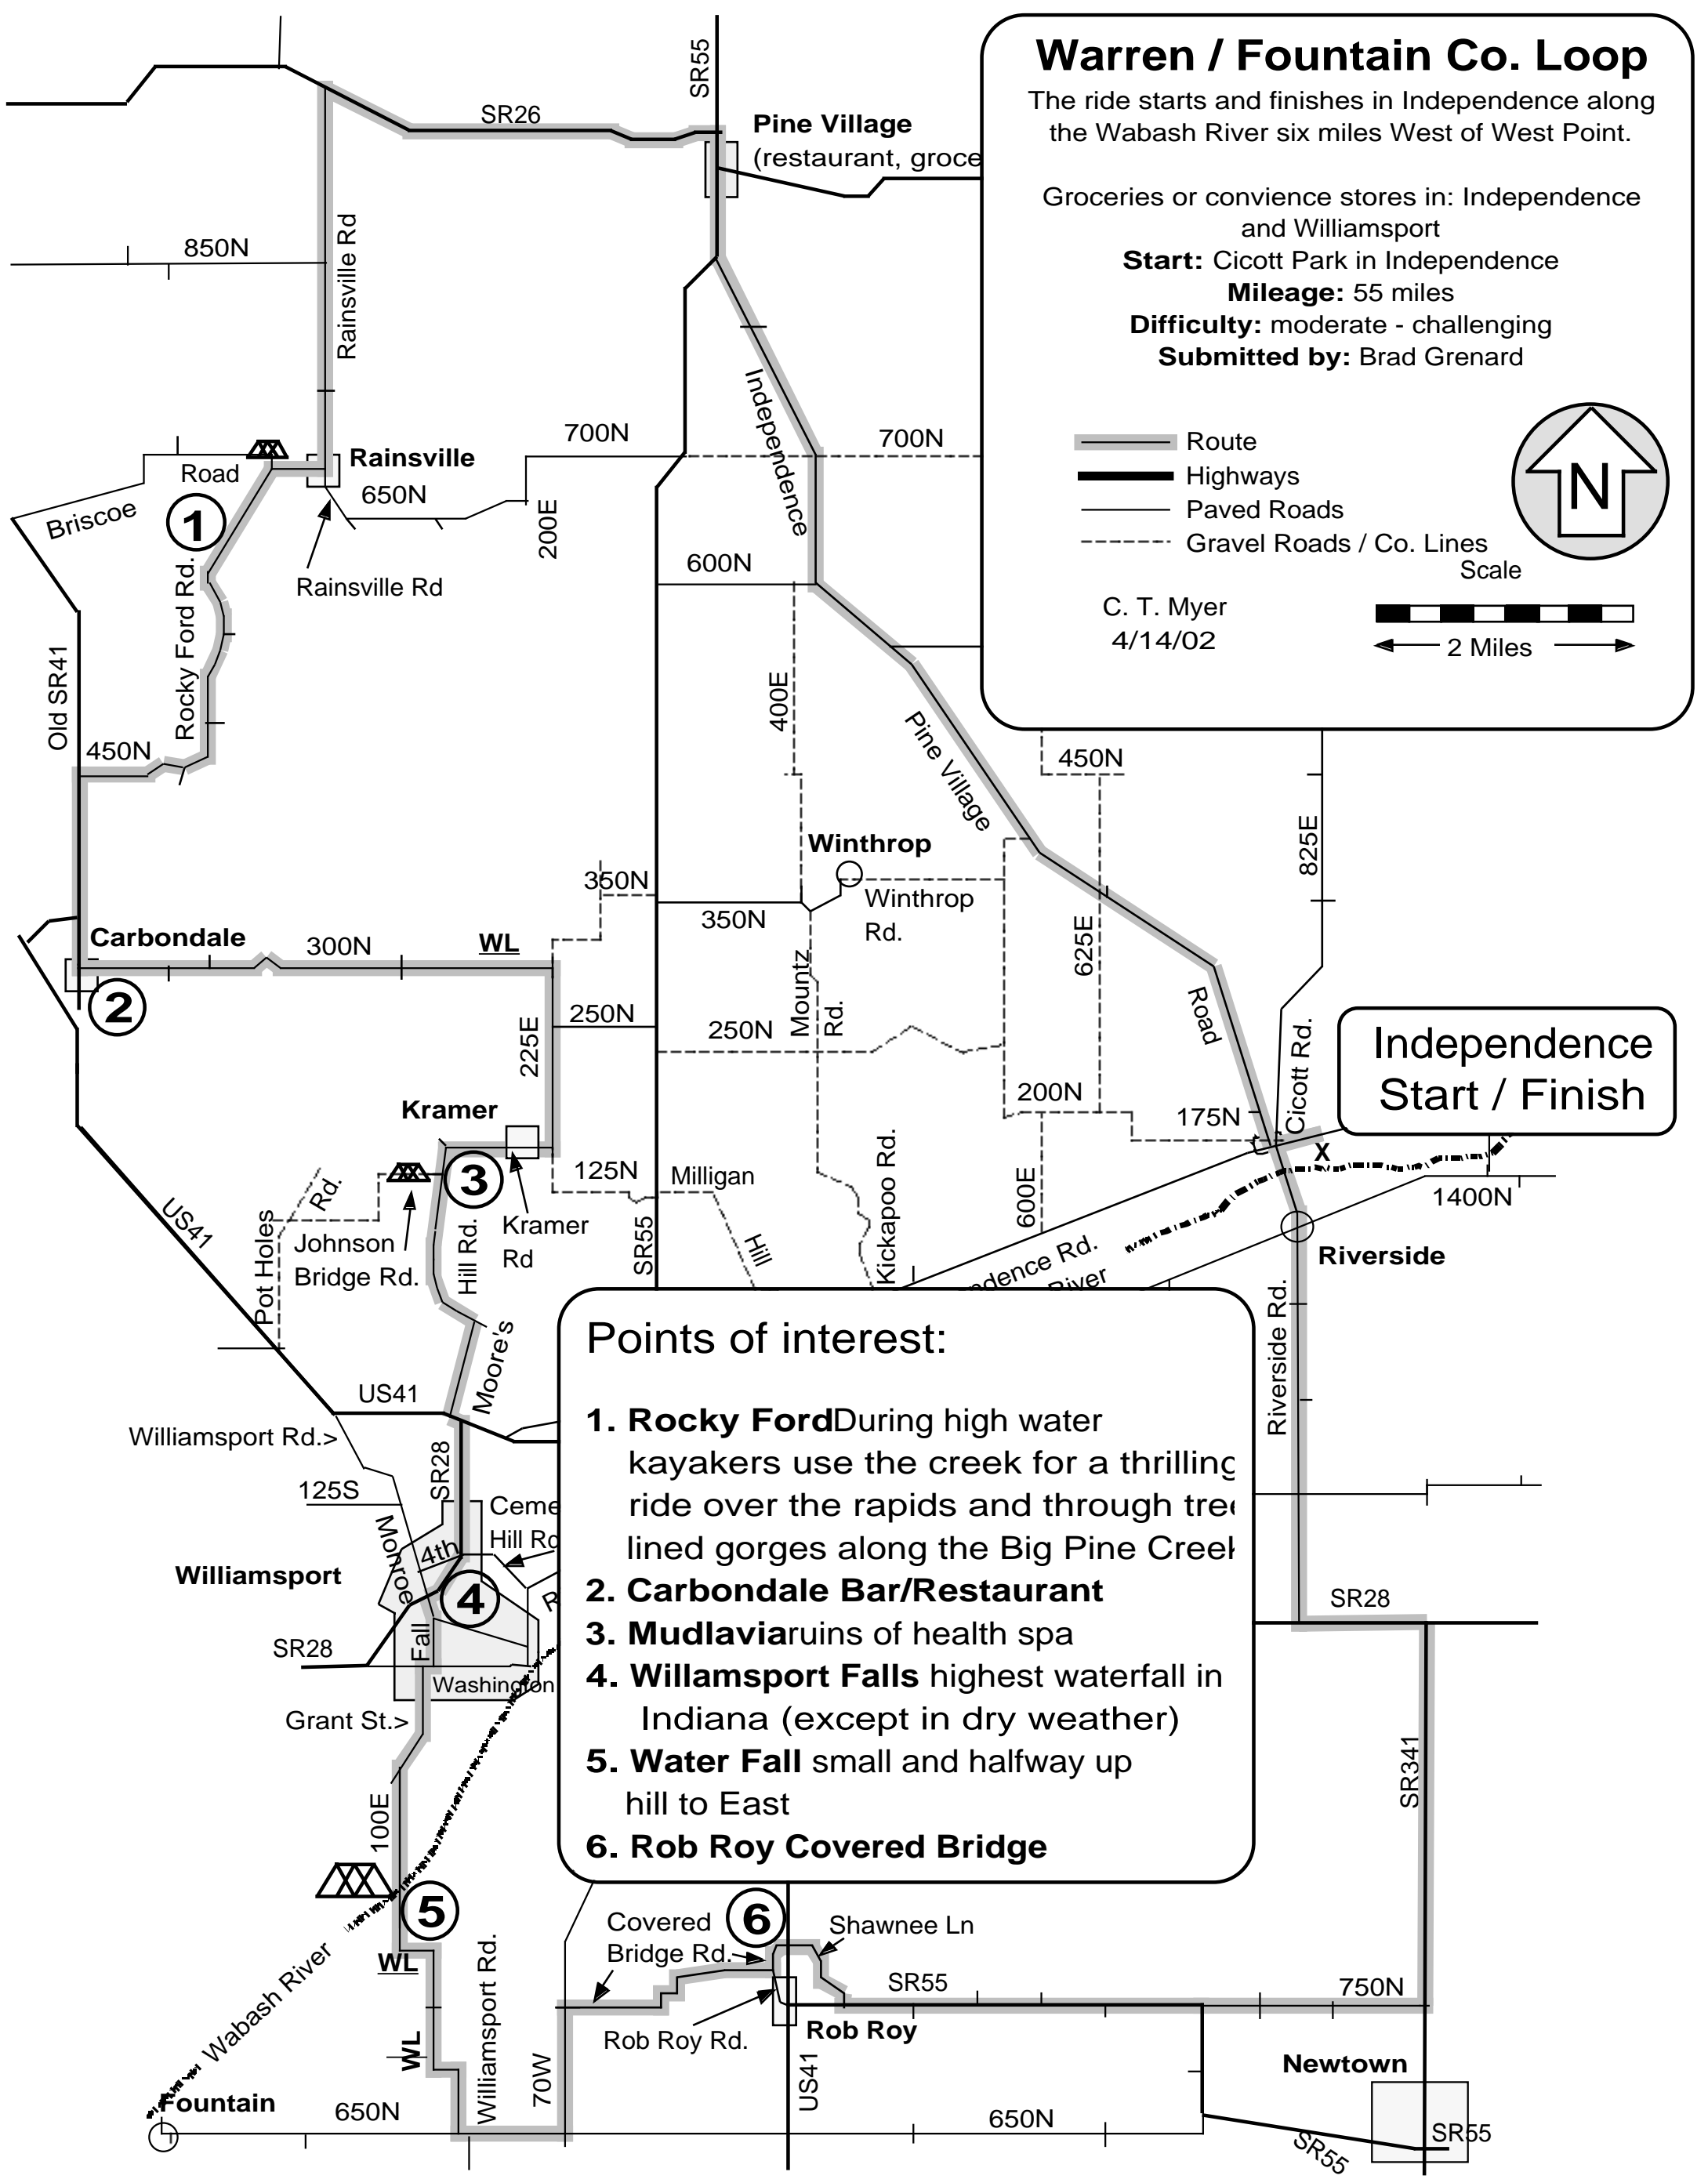 Warren / Fountain Co. Loop
The ride starts and finishes in Independence along
the Wabash River six miles West of West Point.
Groceries or convience stores in: Independence
and Williamsport
Start: Cicott Park in Independence
Mileage: 55 miles
Difficulty: moderate - challenging
Submitted by: Brad Grenard
Route
Highways
Paved Roads
Gravel Roads / Co. Lines
N
Scale
2 Miles
C. T. Myer
4/14/02
SR55
SR26
Pine Village
(restaurant, groce
850N
Rainsville Rd
Independence
700N
700N
Rainsville
Road
Briscoe
1
650N
200E
Rainsville Rd
600N
Rocky Ford Rd.
Old SR41
450N
400E
Pine Village
450N
825E
Winthrop
350N
350N
Winthrop
Rd.
625E
Carbondale
300N
WL
2
Mountz
Rd.
250N
250N
225E
Road
Cicott Rd.
Independence
Start / Finish
200N
175N
X
Kramer
3
125N
Milligan
Hill
Kickapoo Rd.
600E
1400N
Rd.
Pot Holes
US41
Johnson
Bridge Rd.
Hill Rd.
Kramer
Rd
SR55
ndence Rd.
River
Riverside
Riverside Rd.
Moore's
US41
Williamsport Rd.>
SR28
125S
Ceme
Hill Rd
Monroe
4th
Williamsport
4
R
Fall
SR28
Washington
Grant St.>
Points of interest:
1. Rocky FordDuring high water
kayakers use the creek for a thrilling
ride over the rapids and through tree
lined gorges along the Big Pine Creek
2. Carbondale Bar/Restaurant
3. Mudlaviaruins of health spa
4. Willamsport Falls highest waterfall in
Indiana (except in dry weather)
5. Water Fall small and halfway up
hill to East
6. Rob Roy Covered Bridge
SR28
SR341
100E
5
WL
WL
Wabash River
Williamsport Rd.
Covered
Bridge Rd.
6
Shawnee Ln
SR55
750N
Rob Roy Rd.
Rob Roy
70W
US41
Newtown
Fountain
650N
650N
SR55
SR55